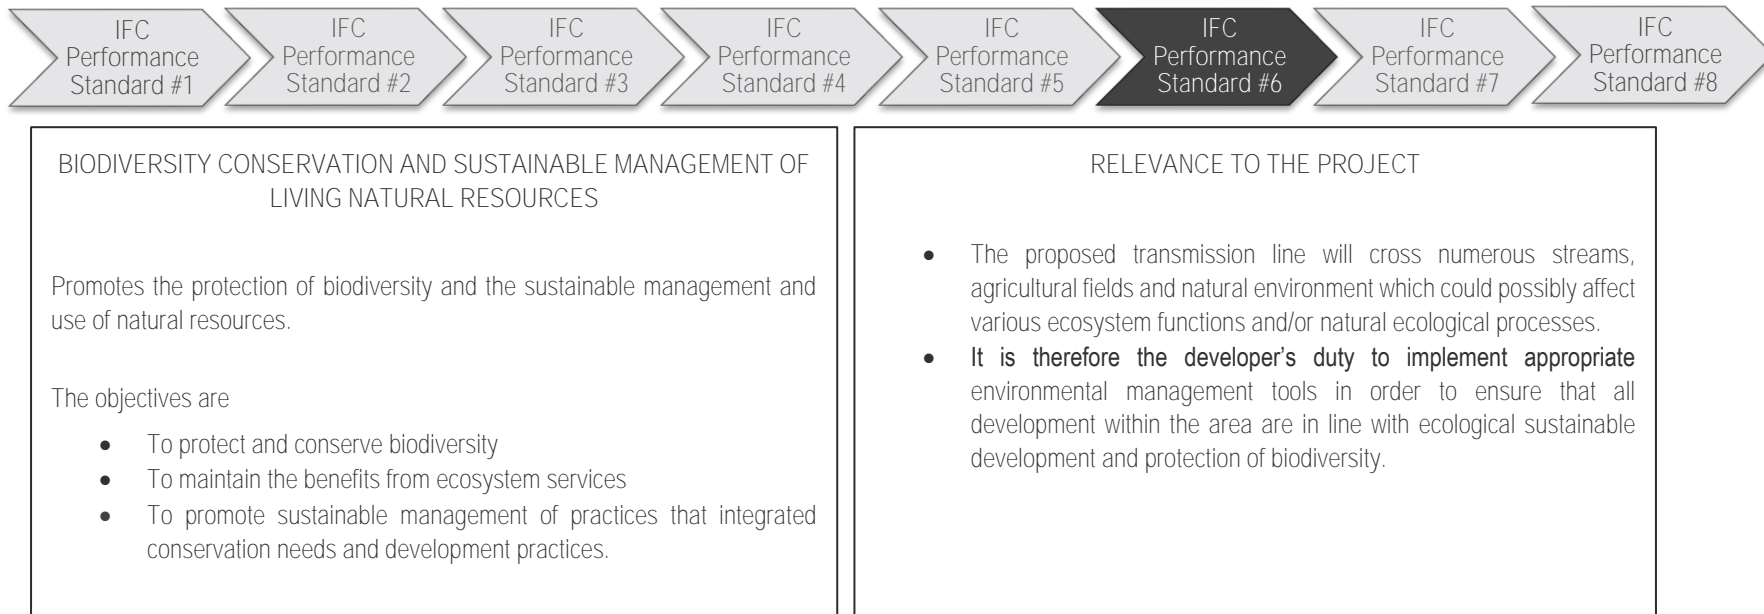 IFC
Performance
Standard #1
IFC
Performance
Standard #2
IFC
Performance
Standard #3
IFC
Performance
Standard #4
IFC
Performance
Standard #5
IFC
Performance
Standard #6
IFC
Performance
Standard #7
IFC
Performance
Standard #8
BIODIVERSITY CONSERVATION AND SUSTAINABLE MANAGEMENT OF
LIVING NATURAL RESOURCES
Promotes the protection of biodiversity and the sustainable management and
use of natural resources.
The objectives are
• To protect and conserve biodiversity
• To maintain the benefits from ecosystem services
• To promote sustainable management of practices that integrated
conservation needs and development practices.
RELEVANCE TO THE PROJECT
• The proposed transmission line will cross numerous streams,
agricultural fields and natural environment which could possibly affect
various ecosystem functions and/or natural ecological processes.
• It is therefore the developer's duty to implement appropriate
environmental management tools in order to ensure that all
development within the area are in line with ecological sustainable
development and protection of biodiversity.